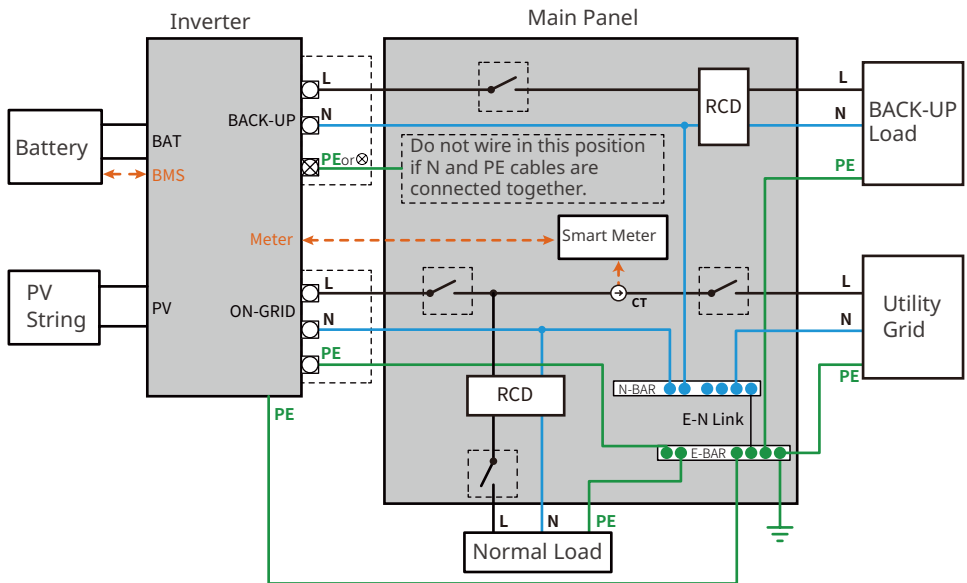 Inverter
Main Panel
L
L
RCD
BACK-UP
Load
BACK-UP
N
N
Battery
BAT
PE or ⊗
Do not wire in this position
if N and PE cables are
connected together.
PE
BMS
Meter
Smart Meter
PV
String
PV
ON-GRID
L
CT
L
Utility
Grid
N
N
PE
PE
N-BAR
RCD
E-N Link
PE
E-BAR
L
N
PE
Normal Load